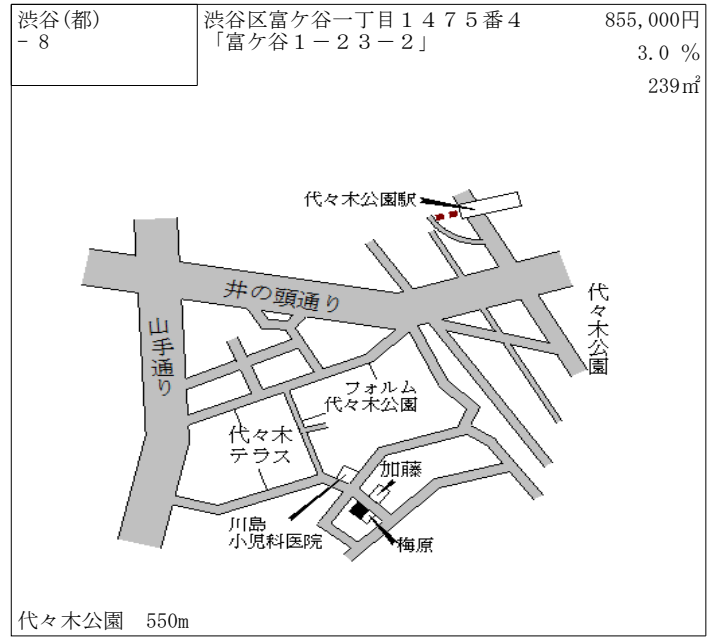 渋谷(都)
- 8
渋谷区富ケ谷一丁目1475番4
「富ケ谷1-23-2」
855,000円
3.0 %
239㎡
代々木公園駅
井の頭通り
山手通り
代々木公園
フォルム
代々木公園
代々木
テラス
加藤
川島
小児科医院
梅原
代々木公園 550m